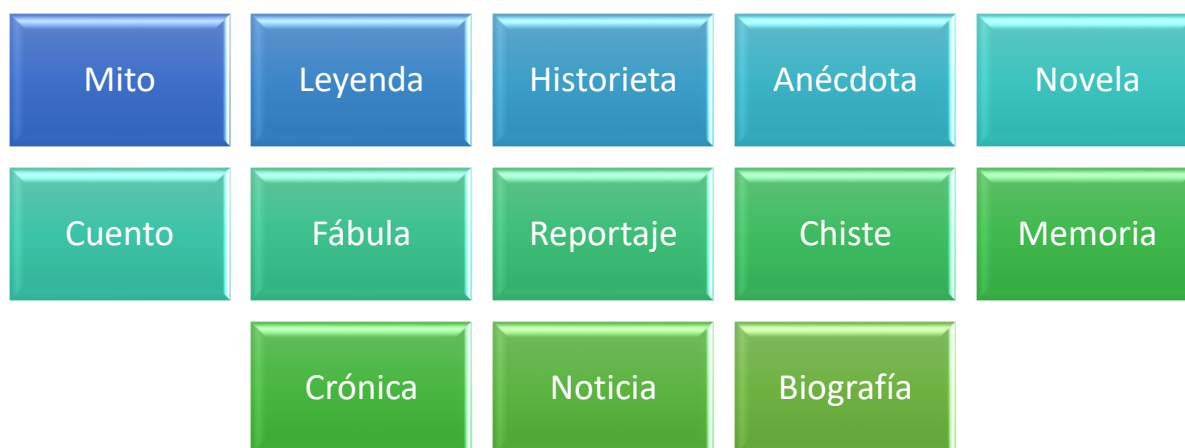 Mito Leyenda Historieta Anécdota Novela
Cuento Fábula Reportaje Chiste Memoria
Crónica Noticia Biografía